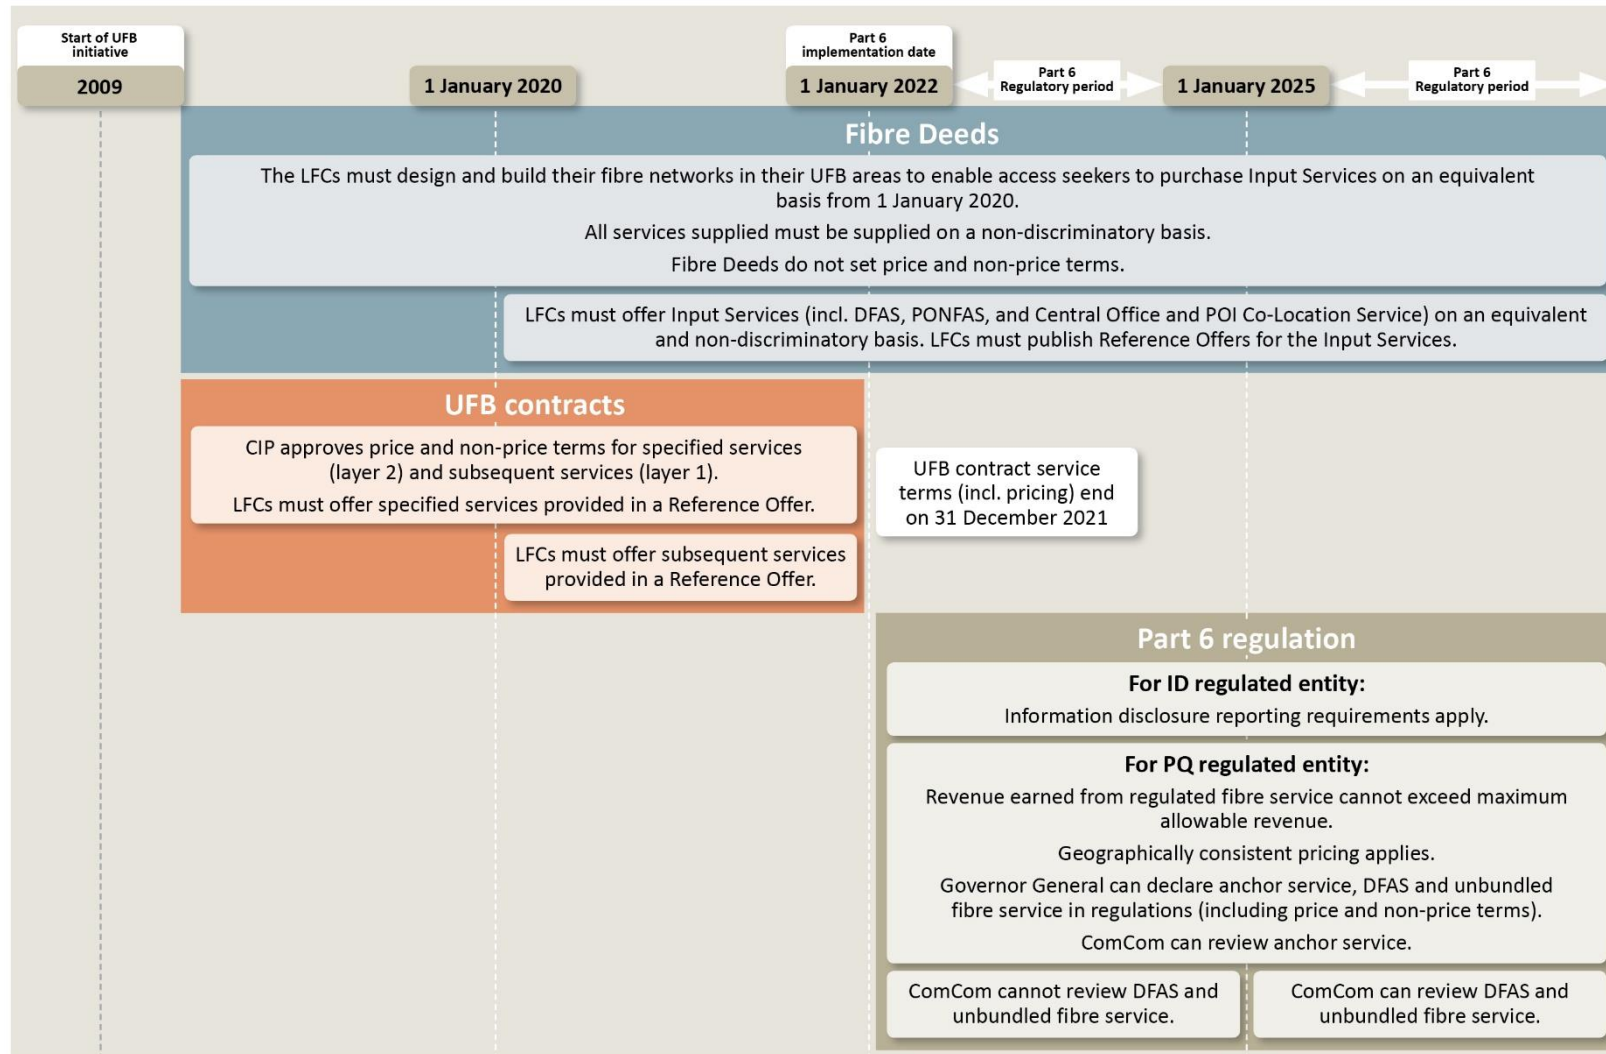 Start of UFB
initiative
2009
1 January 2020
Part 6
implementation date
1 January 2022
Part 6
Regulatory period
1 January 2025
Part 6
Regulatory period
Fibre Deeds
The LFCs must design and build their fibre networks in their UFB areas to enable access seekers to purchase Input Services on an equivalent
basis from 1 January 2020.
All services supplied must be supplied on a non-discriminatory basis.
Fibre Deeds do not set price and non-price terms.
LFCs must offer Input Services (incl. DFAS, PONFAS, and Central Office and POI Co-Location Service) on an equivalent
and non-discriminatory basis. LFCs must publish Reference Offers for the Input Services.
UFB contracts
CIP approves price and non-price terms for specified services
(layer 2) and subsequent services (layer 1).
LFCs must offer specified services provided in a Reference Offer.
LFCs must offer subsequent services
provided in a Reference Offer.
UFB contract service
terms (incl. pricing) end
on 31 December 2021
Part 6 regulation
For ID regulated entity:
Information disclosure reporting requirements apply.
For PQ regulated entity:
Revenue earned from regulated fibre service cannot exceed maximum
allowable revenue.
Geographically consistent pricing applies.
Governor General can declare anchor service, DFAS and unbundled
fibre service in regulations (including price and non-price terms).
ComCom can review anchor service.
ComCom cannot review DFAS and
unbundled fibre service.
ComCom can review DFAS and
unbundled fibre service.